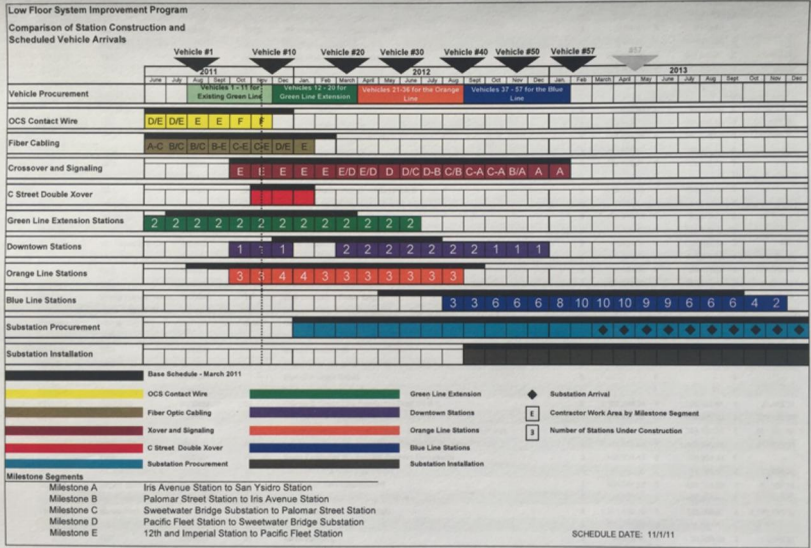 Low Floor System Improvement Program
Comparison of Station Construction and
Scheduled Vehicle Arrivals
Vehicle #1 Vehicle #10 Vehicle #20 Vehicle #30 Vehicle #40 Vehicle #50 Vehicle #57 #57
2011 2012 2013
June July Aug Sept Oct Nov Dec Jan. Feb March April May June July Aug Sept Oct Nov Dec Jan. Feb March April May June July Aug Sept Oct Nov Dec
Vehicle Procurement
Vehicles 1 - 11 for Existing Green Line
Vehicles 12 - 20 for Green Line Extension
Vehicles 21-36 for the Orange Line
Vehicles 37 - 57 for the Blue Line
OCS Contact Wire D/E D/E E E F F
Fiber Cabling A-C B/C B/C B-E C-E C-E D/E E
Crossover and Signaling E E E E E E/D E/D D D/C D-B C/B C-A C-A B/A A A
C Street Double Xover
Green Line Extension Stations 2 2 2 2 2 2 2 2 2 2 2 2 2
Downtown Stations 1 1 1 2 2 2 2 2 2 2 1 1 1
Orange Line Stations 3 3 4 4 3 3 3 3 3 3 3
Blue Line Stations 3 3 6 6 6 8 10 10 10 9 9 6 6 6 4 2
Substation Procurement
Substation Installation
Base Schedule - March 2011
OCS Contact Wire Green Line Extension Substation Arrival
Fiber Optic Cabling Downtown Stations E Contractor Work Area by Milestone Segment
Xover and Signaling Orange Line Stations 3 Number of Stations Under Construction
C Street Double Xover Blue Line Stations
Substation Procurement Substation Installation
Milestone Segments
Milestone A Iris Avenue Station to San Ysidro Station
Milestone B Palomar Street Station to Iris Avenue Station
Milestone C Sweetwater Bridge Substation to Palomar Street Station
Milestone D Pacific Fleet Station to Sweetwater Bridge Substation
Milestone E 12th and Imperial Station to Pacific Fleet Station
SCHEDULE DATE: 11/1/11